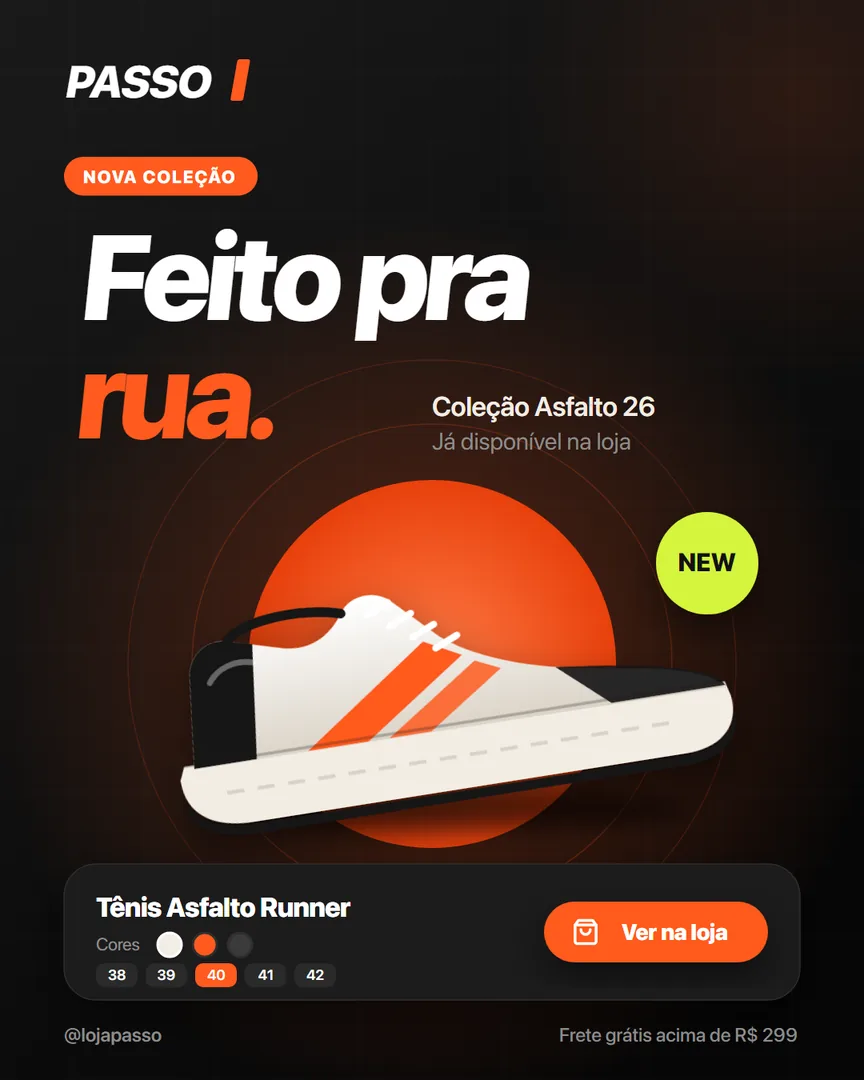 PASSO
NOVA COLEÇÃO
Feito pra
rua.
Coleção Asfalto 26
Já disponível na loja
NEW
Tênis Asfalto Runner
Cores
38 39 40 41 42
Ver na loja
@lojapasso
Frete grátis acima de R$ 299